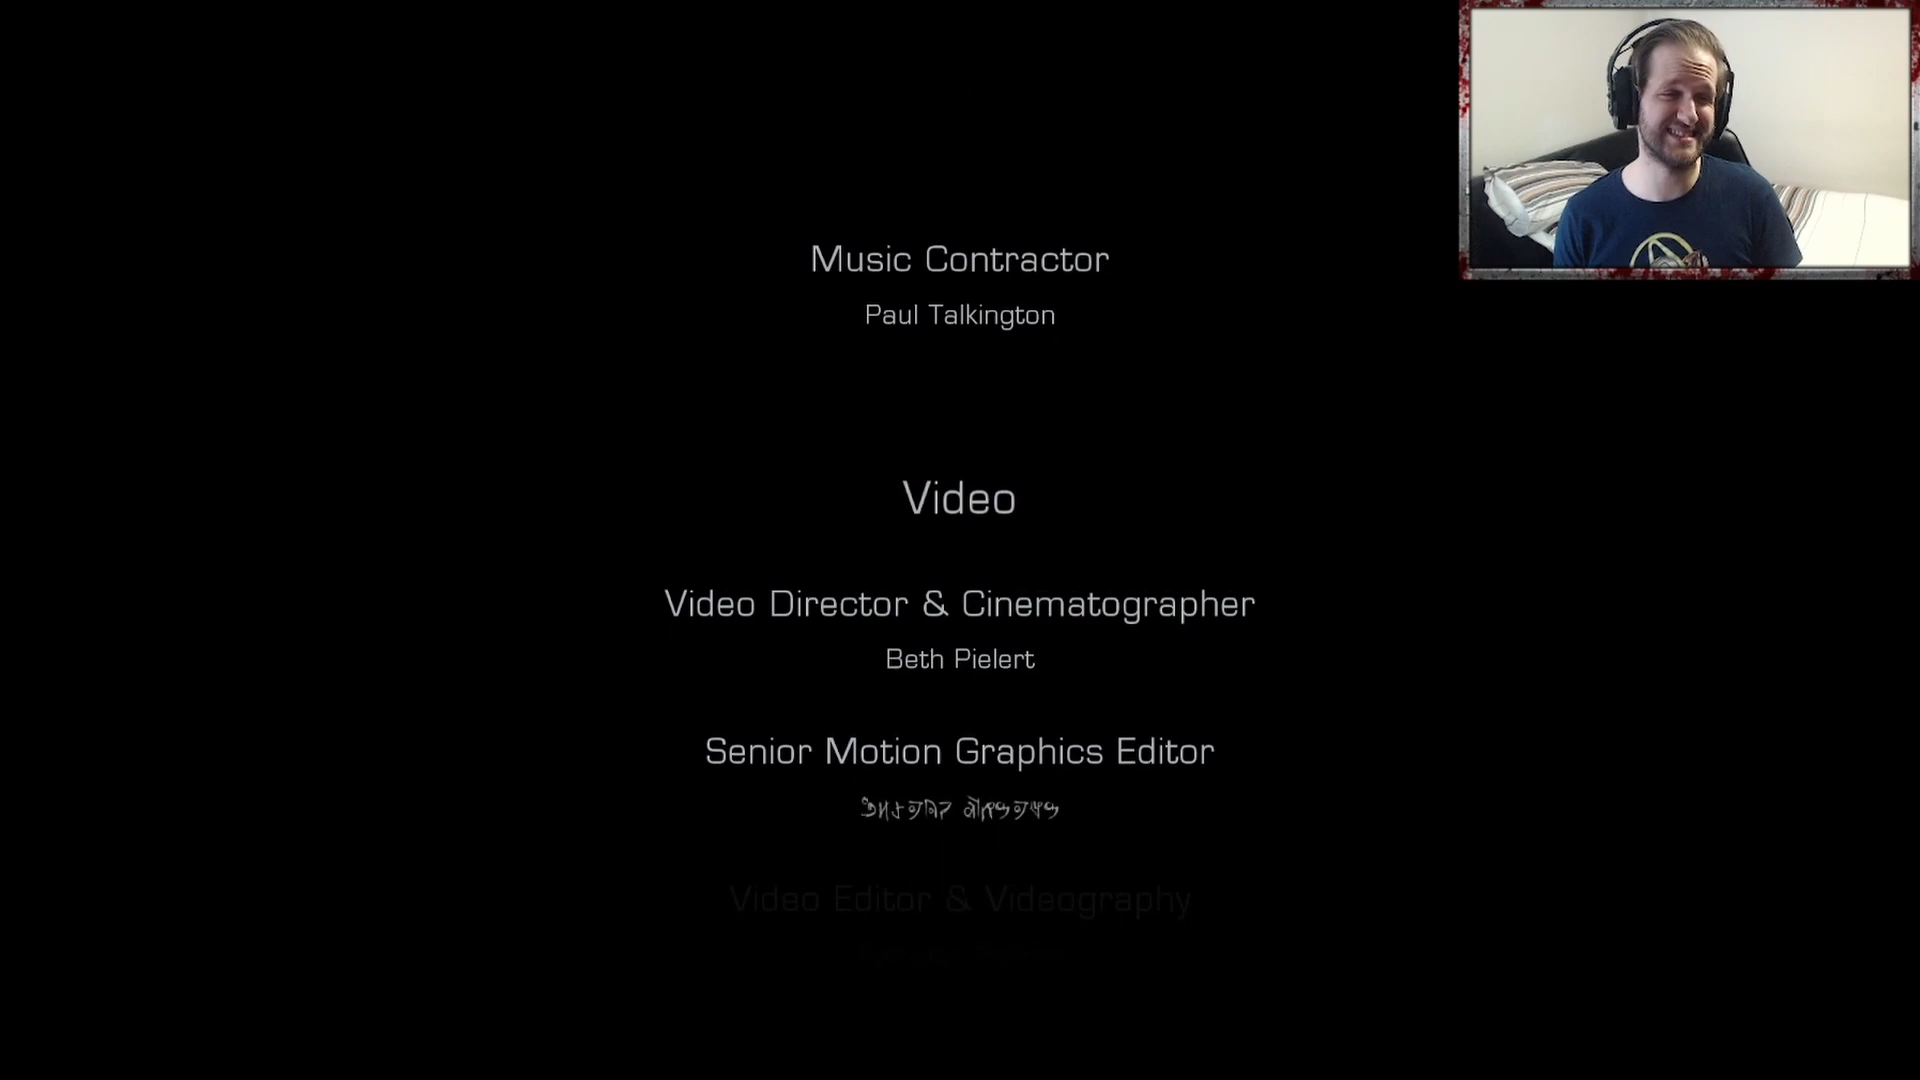 Music Contractor
Paul Talkington
Video
Video Director & Cinematographer
Beth Pielert
Senior Motion Graphics Editor
Video Editor & Videography